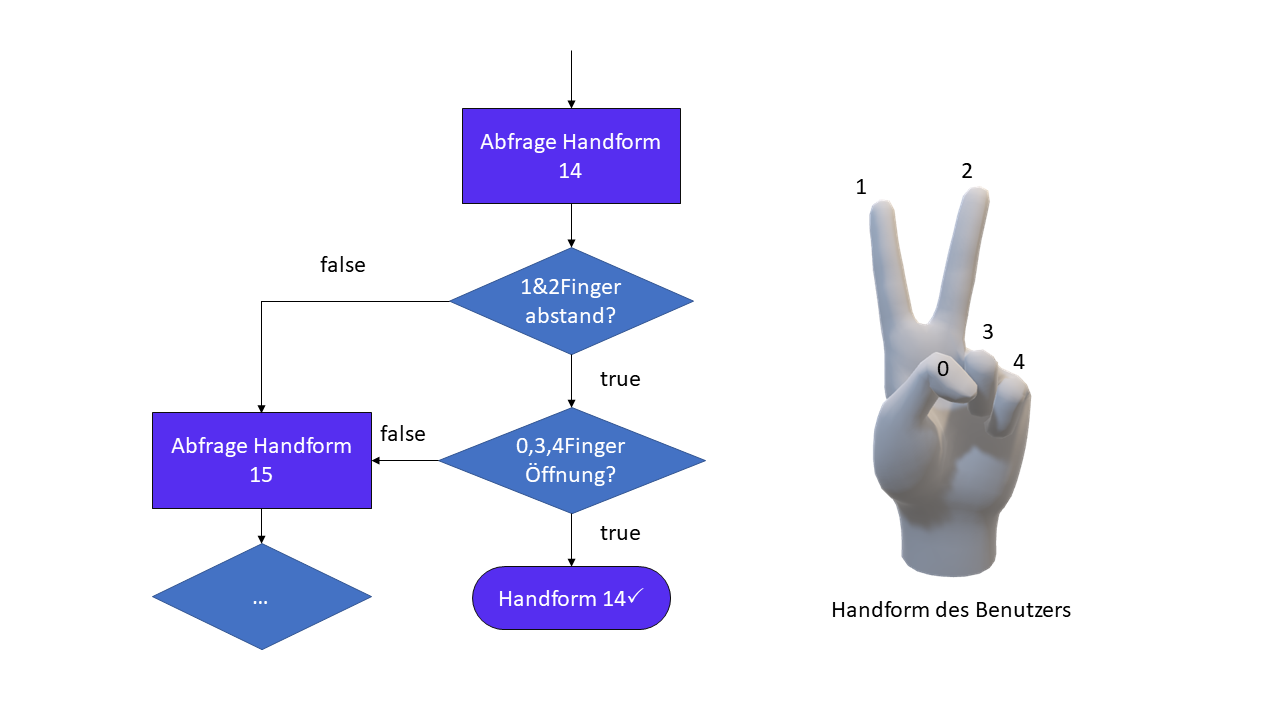 Abfrage Handform
14
false
1&2Finger
abstand?
true
Abfrage Handform
15
false
0,3,4Finger
Öffnung?
true
...
Handform 14✓
1
2
3
0
4
Handform des Benutzers